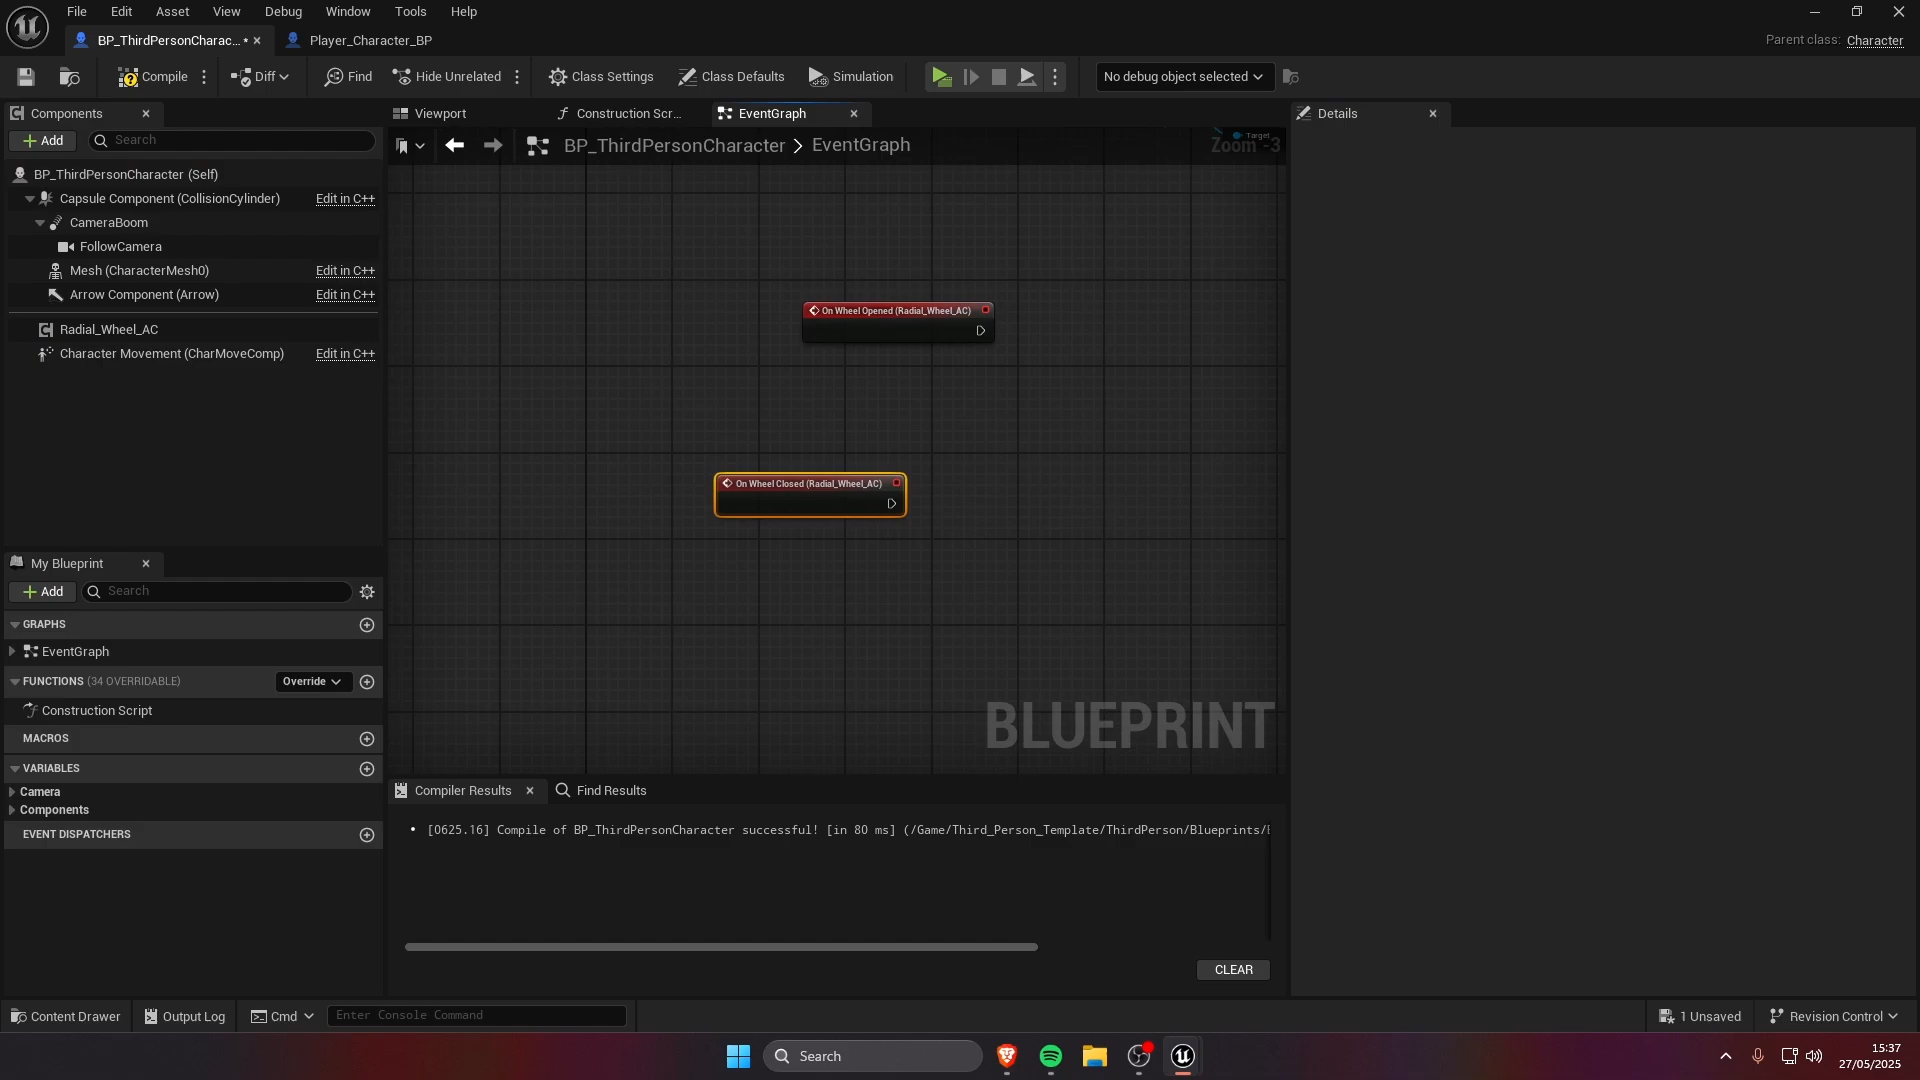 File Edit Asset View Debug Window Tools Help
BP_ThirdPersonCharac... • Player_Character_BP
Parent class: Character
Compile Diff Find Hide Unrelated Class Settings Class Defaults Simulation No debug object selected
Components
Add Search
BP_ThirdPersonCharacter (Self)
Capsule Component (CollisionCylinder) Edit in C++
CameraBoom
FollowCamera
Mesh (CharacterMesh0) Edit in C++
Arrow Component (Arrow) Edit in C++
Radial_Wheel_AC
Character Movement (CharMoveComp) Edit in C++
My Blueprint
Add Search
GRAPHS
EventGraph
FUNCTIONS (34 OVERRIDABLE) Override
Construction Script
MACROS
VARIABLES
Camera
Components
EVENT DISPATCHERS
Viewport Construction Scr... EventGraph
BP_ThirdPersonCharacter > EventGraph
Target
Zoom -3
On Wheel Opened (Radial_Wheel_AC)
On Wheel Closed (Radial_Wheel_AC)
BLUEPRINT
Compiler Results Find Results
• [0625.16] Compile of BP_ThirdPersonCharacter successful! [in 80 ms] (/Game/Third_Person_Template/ThirdPerson/Blueprints/
CLEAR
Details
Content Drawer Output Log Cmd Enter Console Command 1 Unsaved Revision Control
Search
15:37
27/05/2025